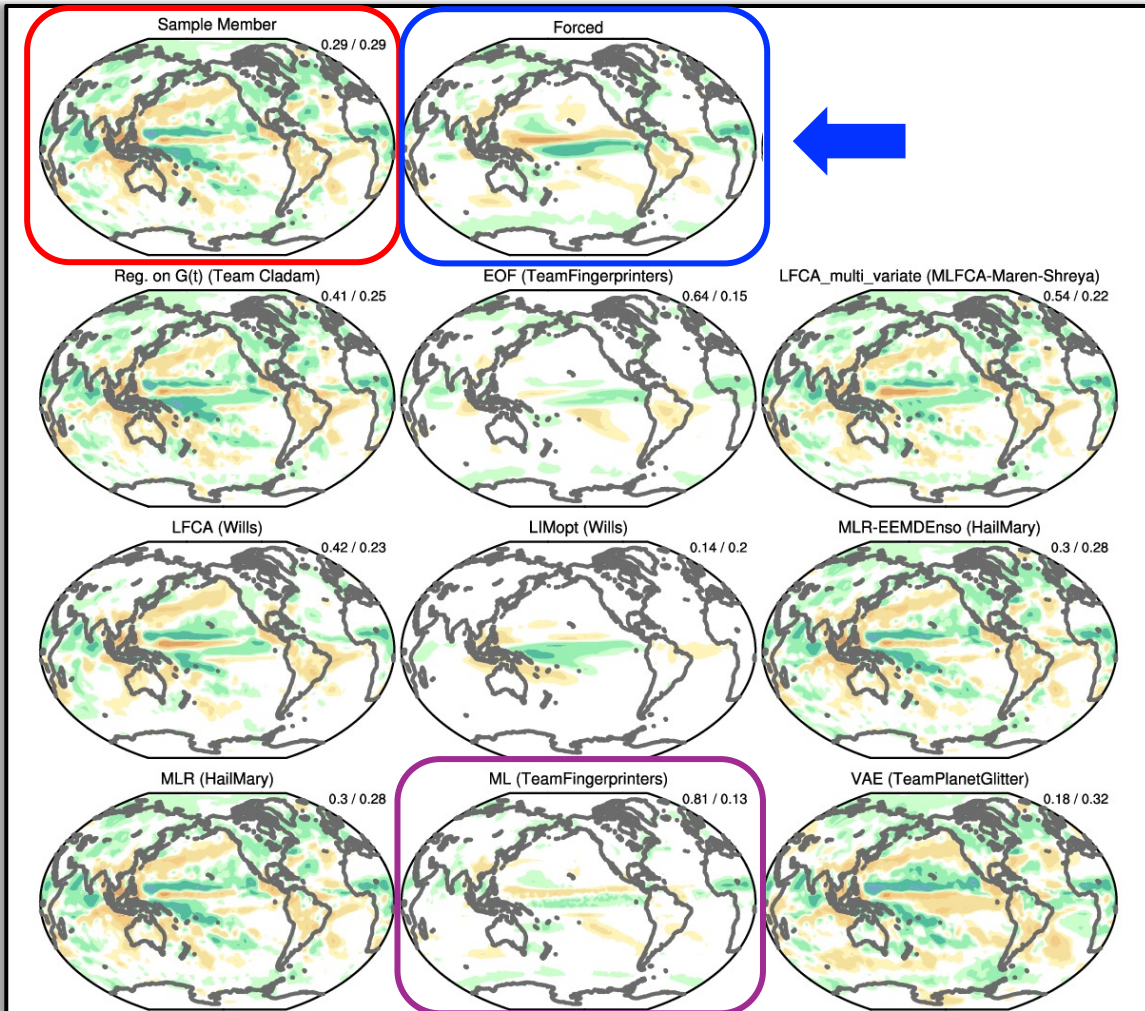 Sample Member
0.29 / 0.29
Forced
Reg. on G(t) (Team Cladam)
0.41 / 0.25
EOF (TeamFingerprinters)
0.64 / 0.15
LFCA_multi_variate (MLFCA-Maren-Shreya)
0.54 / 0.22
LFCA (Wills)
0.42 / 0.23
LIMopt (Wills)
0.14 / 0.2
MLR-EEMDEnso (HailMary)
0.3 / 0.28
MLR (HailMary)
0.3 / 0.28
ML (TeamFingerprinters)
0.81 / 0.13
VAE (TeamPlanetGlitter)
0.18 / 0.32